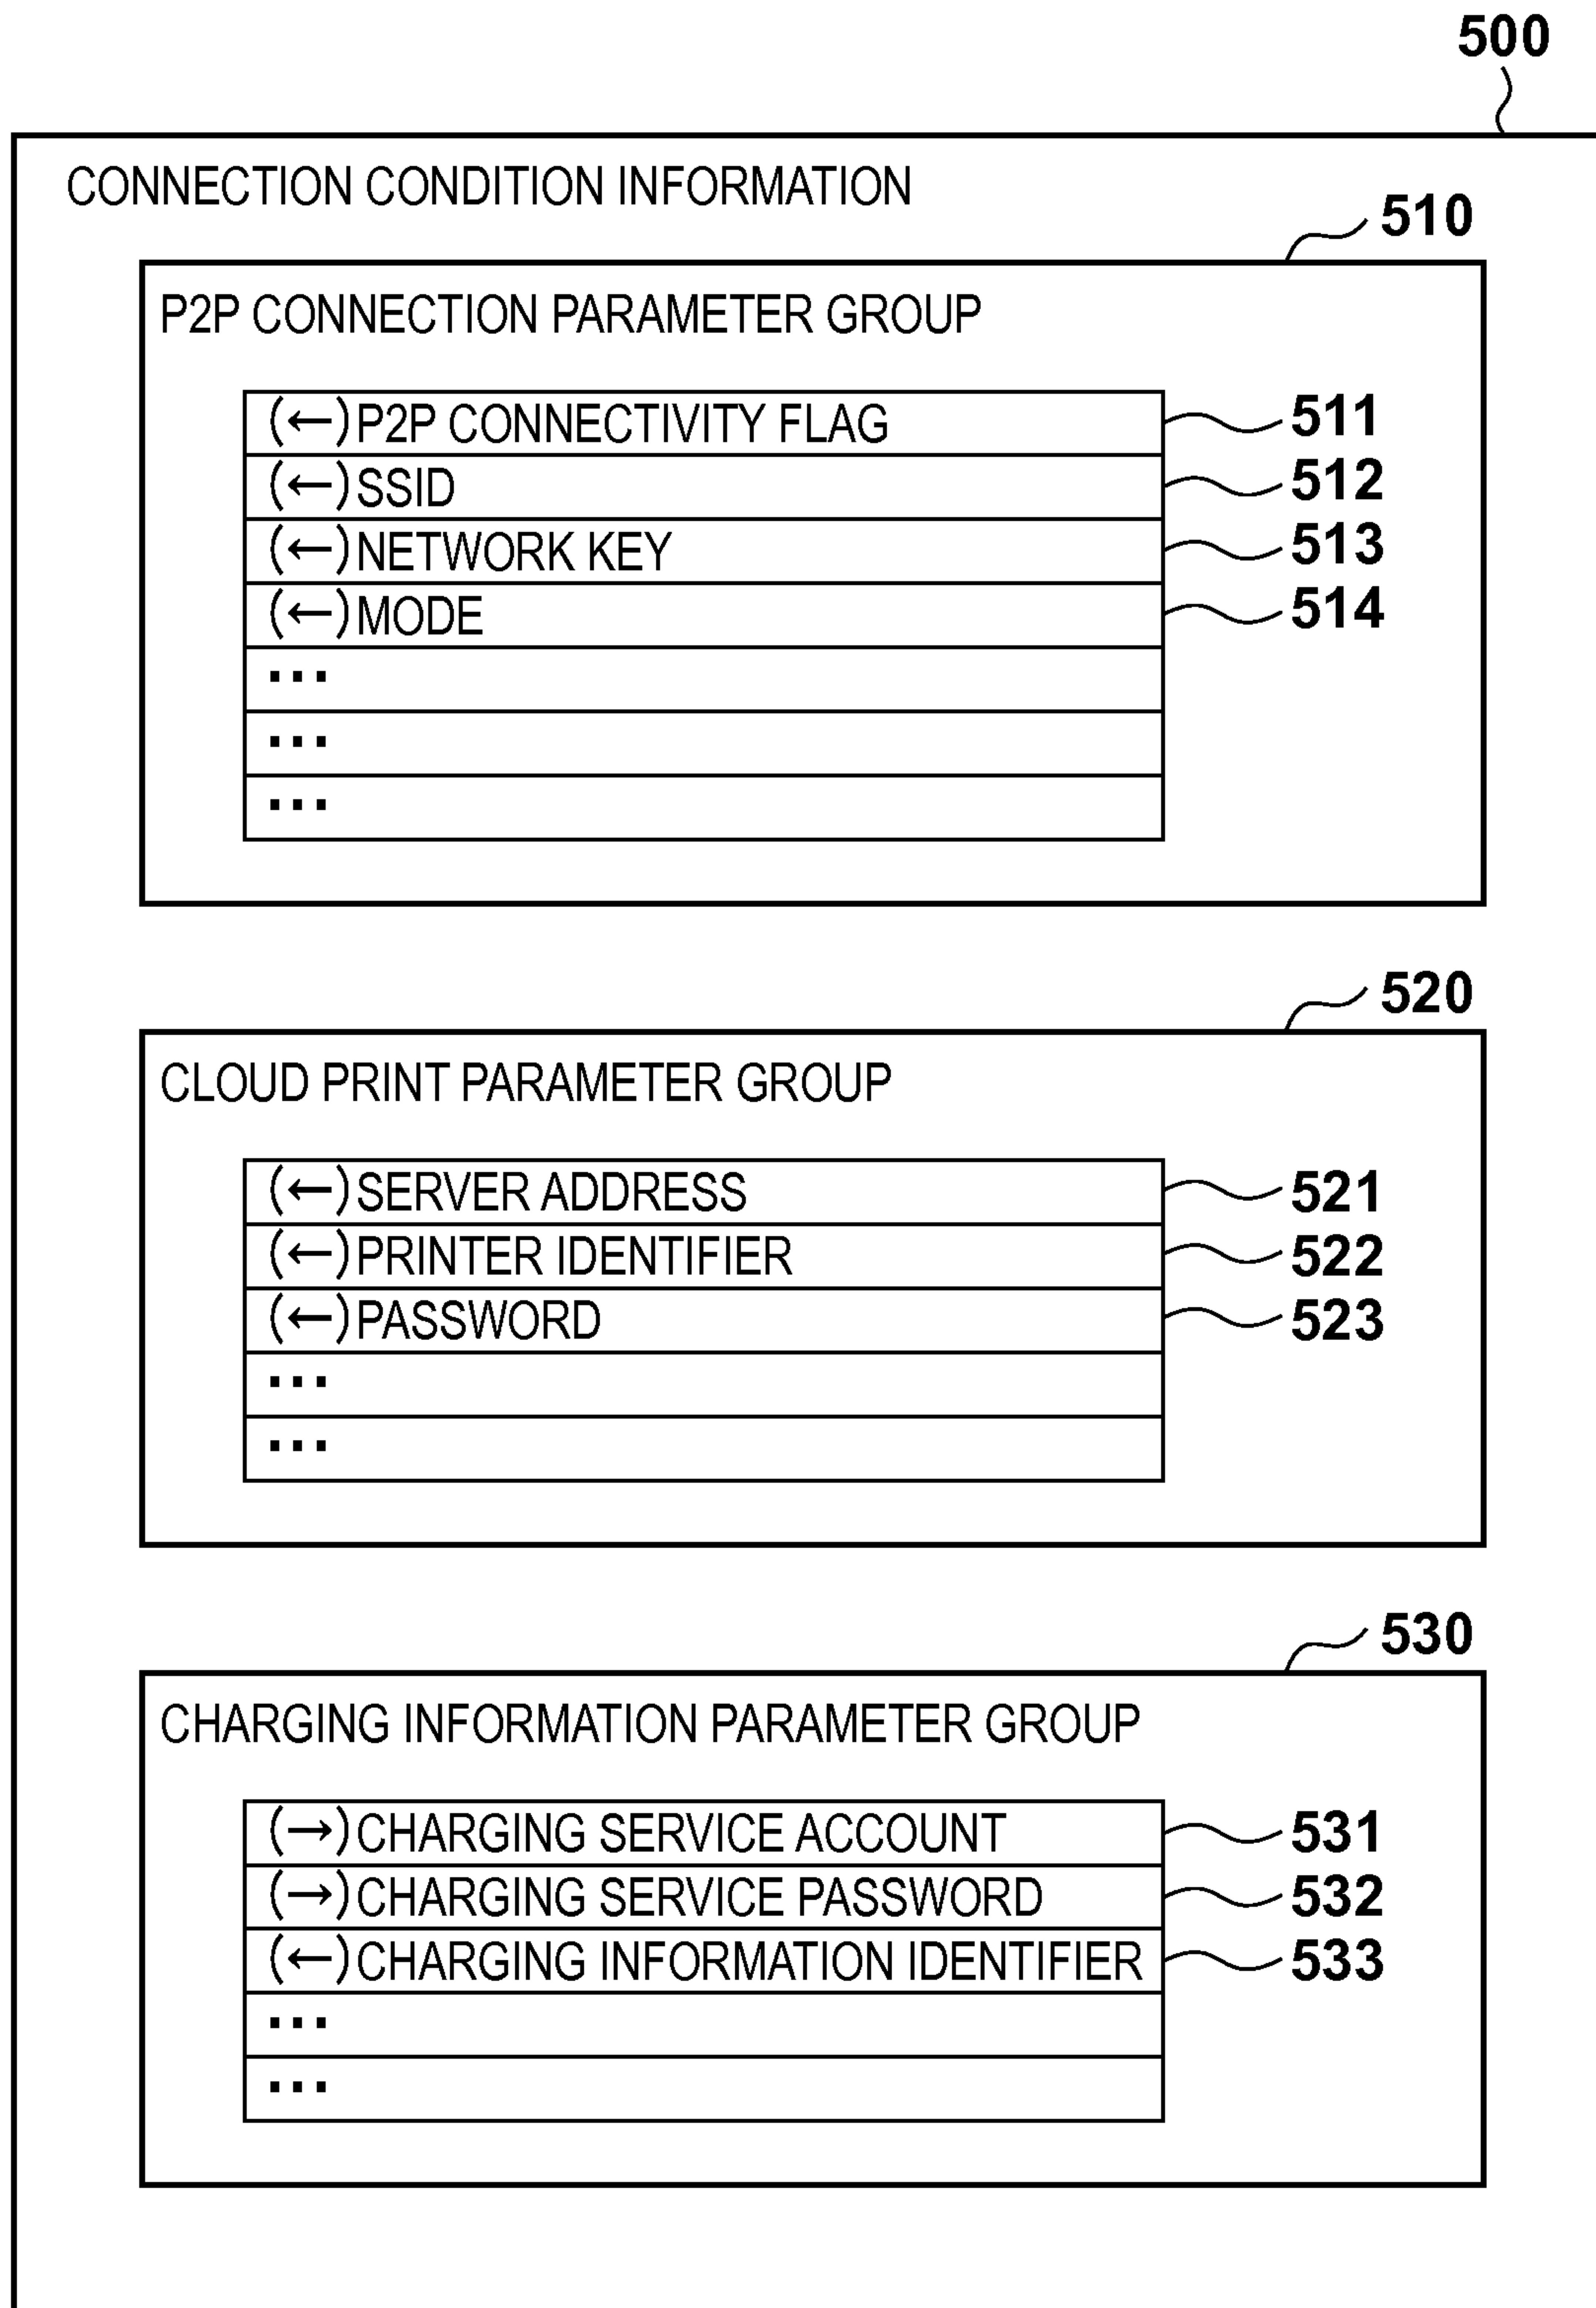 500
CONNECTION CONDITION INFORMATION
510
P2P CONNECTION PARAMETER GROUP
(←) P2P CONNECTIVITY FLAG 511
(←) SSID 512
(←) NETWORK KEY 513
(←) MODE 514
...
...
...
520
CLOUD PRINT PARAMETER GROUP
(←) SERVER ADDRESS 521
(←) PRINTER IDENTIFIER 522
(←) PASSWORD 523
...
...
530
CHARGING INFORMATION PARAMETER GROUP
(→) CHARGING SERVICE ACCOUNT 531
(→) CHARGING SERVICE PASSWORD 532
(←) CHARGING INFORMATION IDENTIFIER 533
...
...